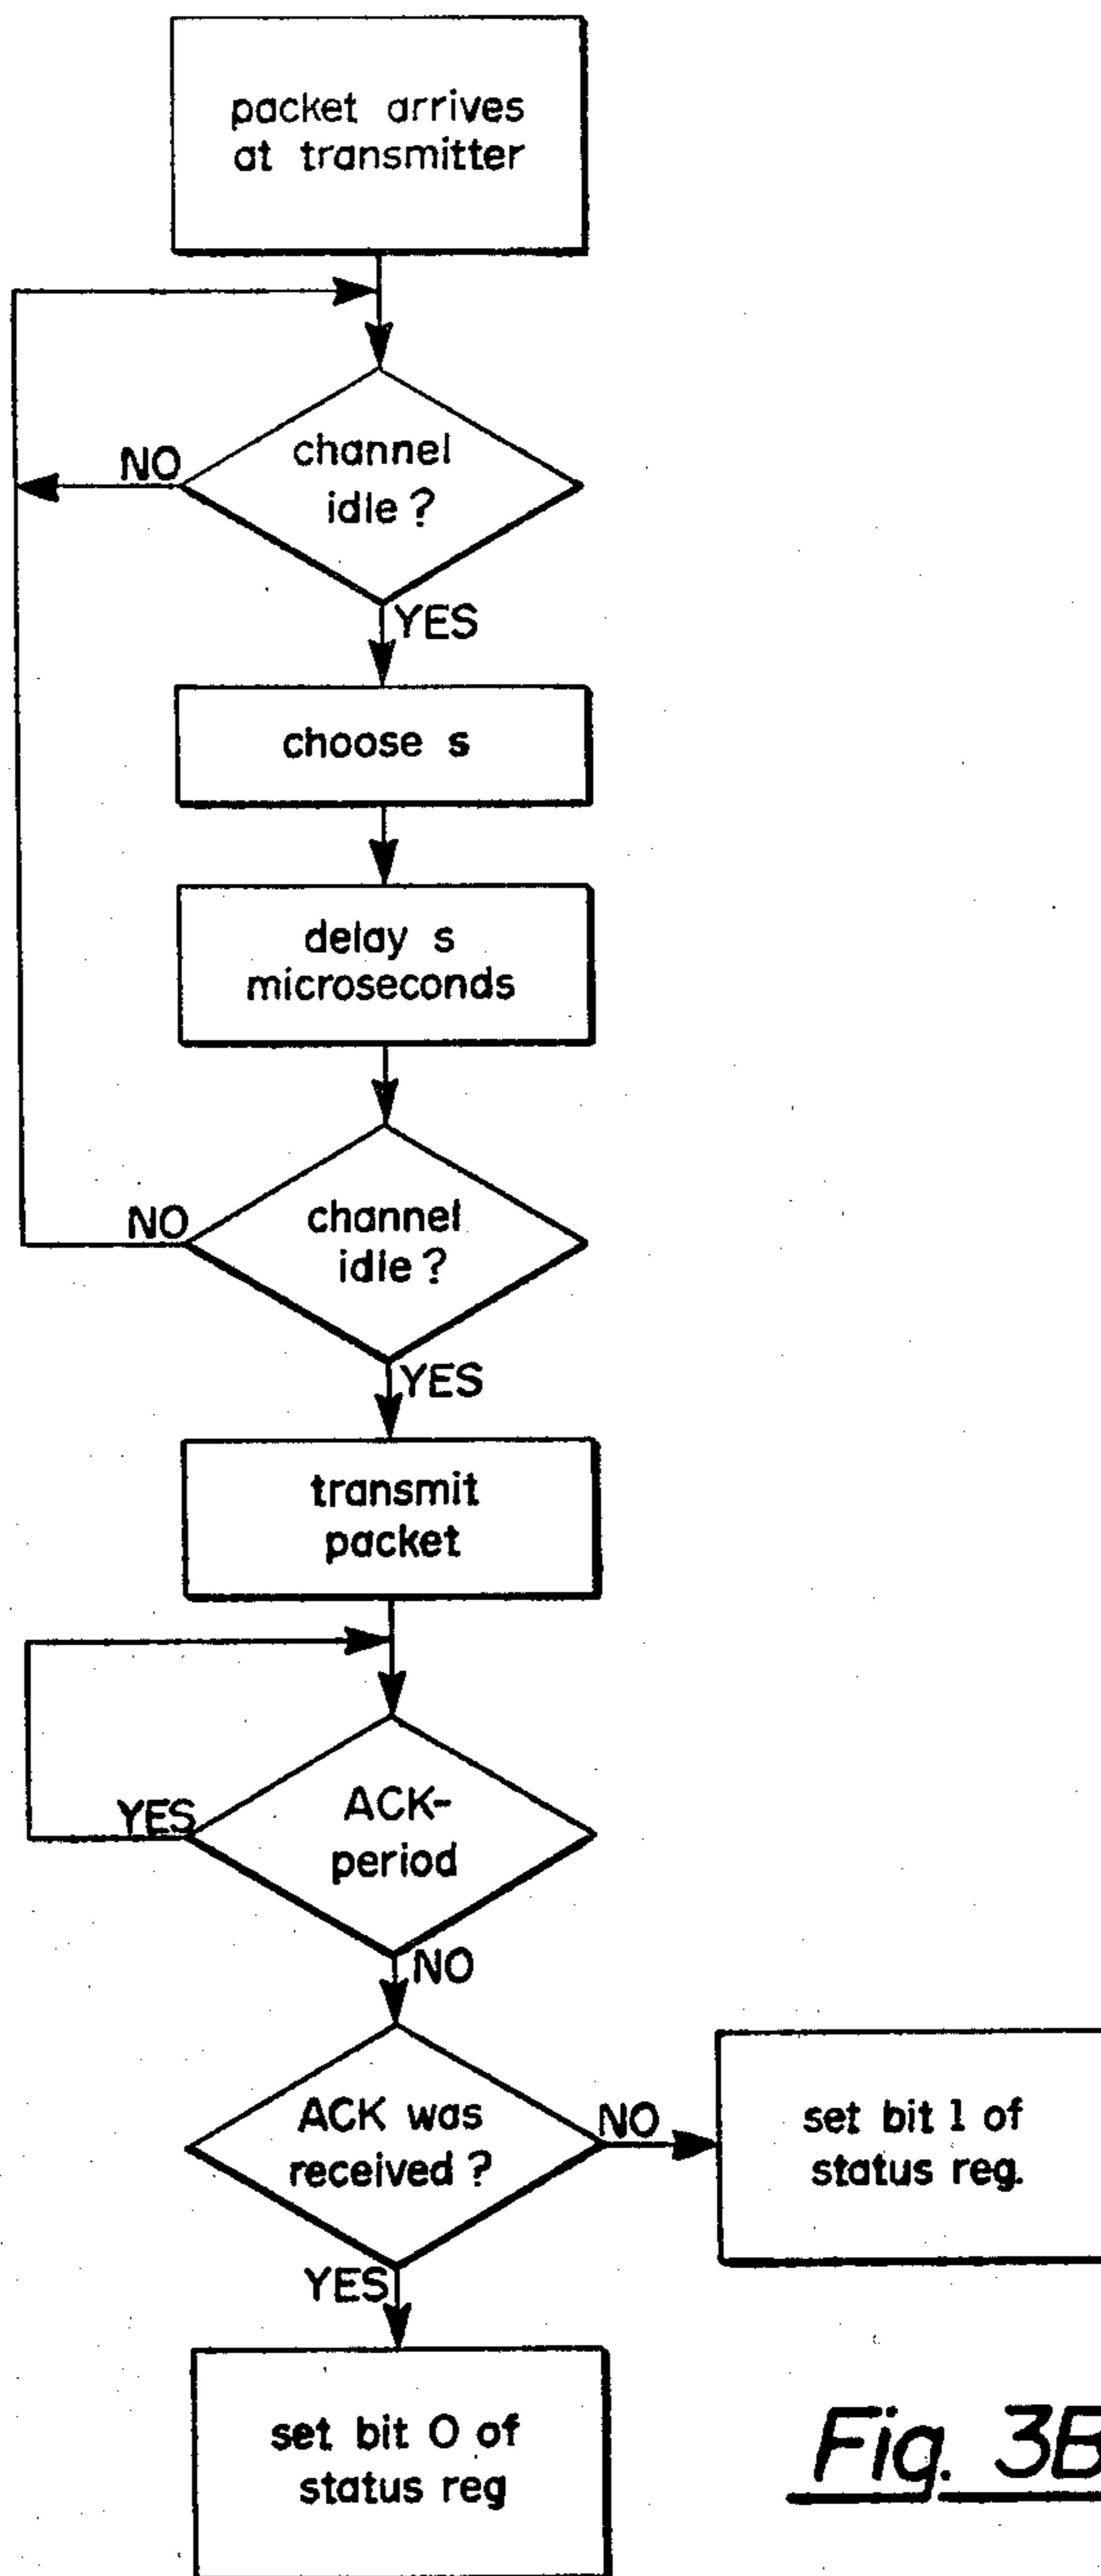 packet arrives
at transmitter
channel
idle ?
NO
YES
choose s
delay s
microseconds
channel
idle ?
NO
YES
transmit
packet
ACK-
period
YES
NO
ACK was
received ?
NO
set bit 1 of
status reg.
YES
set bit 0 of
status reg
Fig. 3B